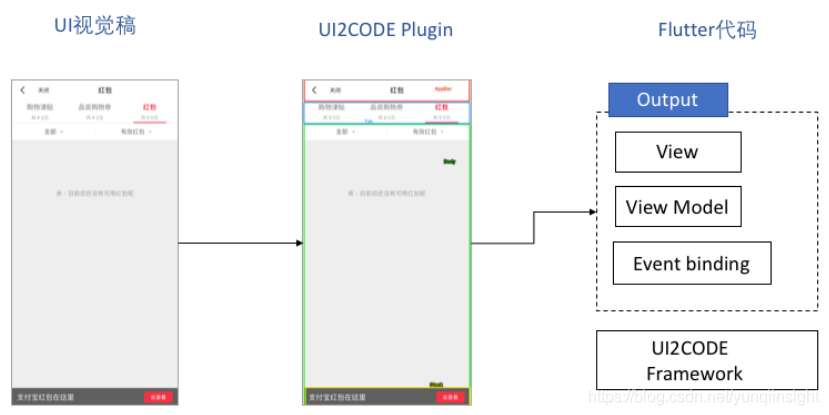 UI视觉稿
UI2CODE Plugin
Flutter代码
关闭
红包
购物津贴
品类购物券
红包
全部
有效红包
亲，目前您还没有可用红包呢
支付宝红包在这里
去查看
关闭
红包
AppBar
购物津贴
品类购物券
红包
Tab
全部
有效红包
Body
亲，目前您还没有可用红包呢
Stack
支付宝红包在这里
去查看
Output
View
View Model
Event binding
UI2CODE
Framework
https://blog.csdn.net/yunqiinsight